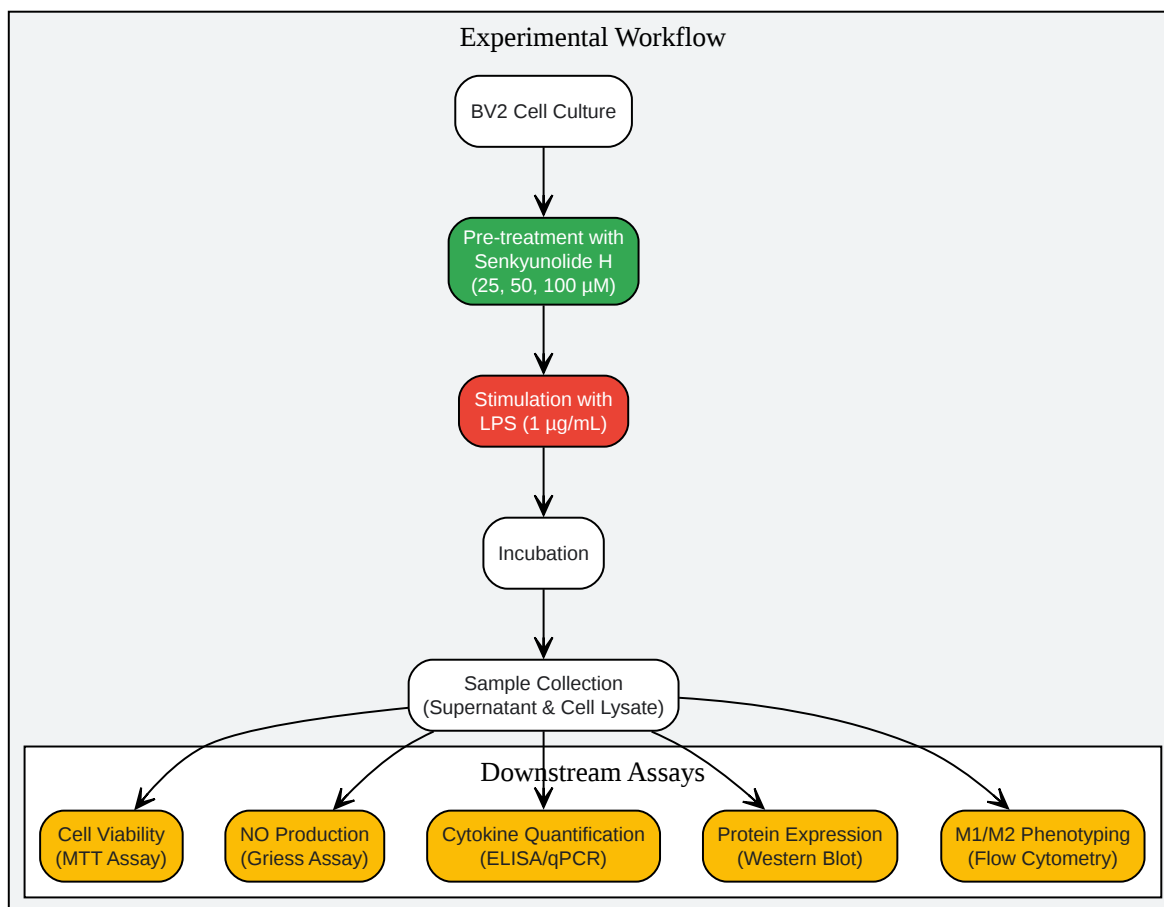 Experimental Workflow
BV2 Cell Culture
Pre-treatment with
Senkyunolide H
(25, 50, 100 µM)
Stimulation with
LPS (1 µg/mL)
Incubation
Sample Collection
(Supernatant & Cell Lysate)
Downstream Assays
Cell Viability
(MTT Assay)
NO Production
(Griess Assay)
Cytokine Quantification
(ELISA/qPCR)
Protein Expression
(Western Blot)
M1/M2 Phenotyping
(Flow Cytometry)